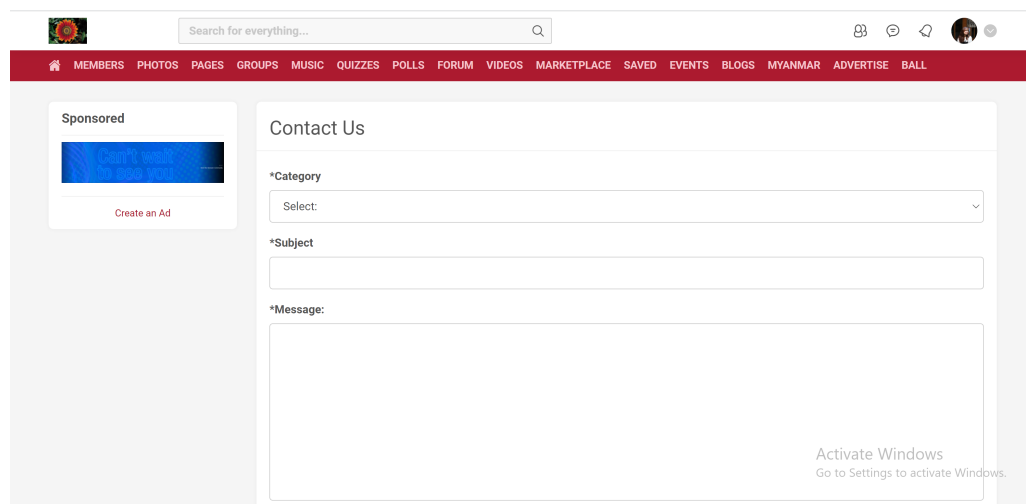 Search for everything...
MEMBERS PHOTOS PAGES GROUPS MUSIC QUIZZES POLLS FORUM VIDEOS MARKETPLACE SAVED EVENTS BLOGS MYANMAR ADVERTISE BALL
Sponsored
Can't wait
to see you
Create an Ad
Contact Us
*Category
Select:
*Subject
*Message:
Activate Windows
Go to Settings to activate Windows.